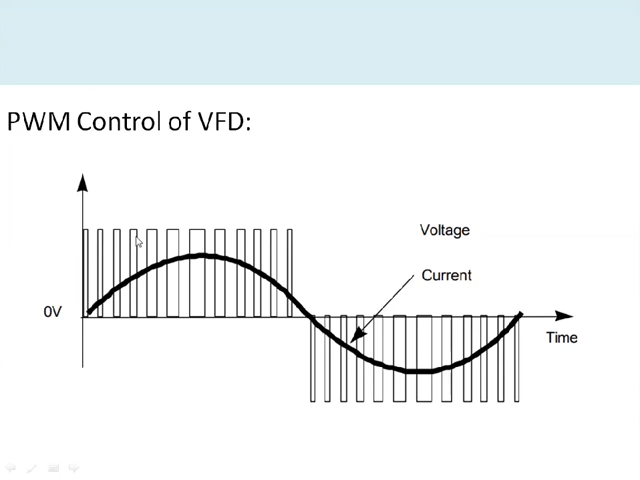 PWM Control of VFD:
Voltage
Current
0V
Time